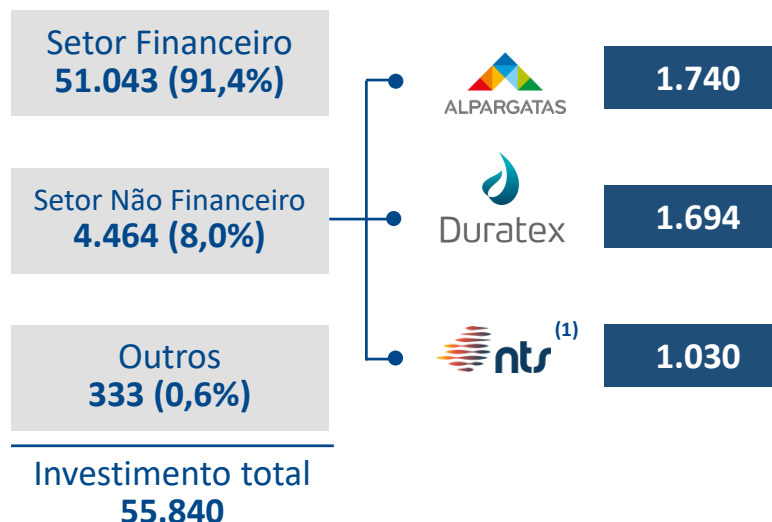 Setor Financeiro
51.043 (91,4%)
ALPARGATAS
1.740
Setor Não Financeiro
4.464 (8,0%)
Duratex
1.694
Outros
333 (0,6%)
nts (1)
1.030
Investimento total
55.840